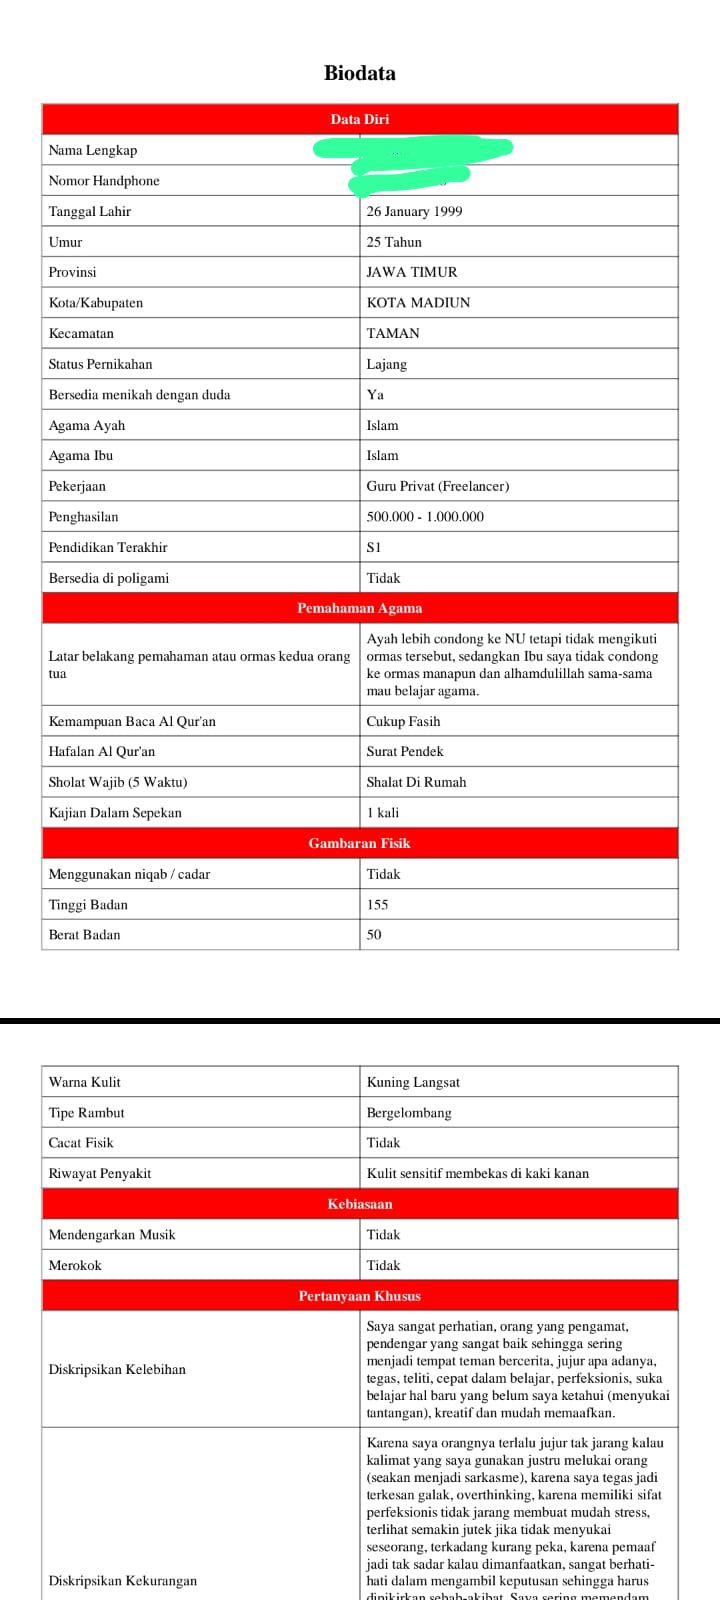 Biodata
Data Diri
Nama Lengkap
Nomor Handphone
Tanggal Lahir 26 January 1999
Umur 25 Tahun
Provinsi JAWA TIMUR
Kota/Kabupaten KOTA MADIUN
Kecamatan TAMAN
Status Pernikahan Lajang
Bersedia menikah dengan duda Ya
Agama Ayah Islam
Agama Ibu Islam
Pekerjaan Guru Privat (Freelancer)
Penghasilan 500.000 - 1.000.000
Pendidikan Terakhir S1
Bersedia di poligami Tidak
Pemahaman Agama
Latar belakang pemahaman atau ormas kedua orang
tua
Ayah lebih condong ke NU tetapi tidak mengikuti
ormas tersebut, sedangkan Ibu saya tidak condong
ke ormas manapun dan alhamdulillah sama-sama
mau belajar agama.
Kemampuan Baca Al Qur'an Cukup Fasih
Hafalan Al Qur'an Surat Pendek
Sholat Wajib (5 Waktu) Shalat Di Rumah
Kajian Dalam Sepekan 1 kali
Gambaran Fisik
Menggunakan niqab / cadar Tidak
Tinggi Badan 155
Berat Badan 50
Warna Kulit Kuning Langsat
Tipe Rambut Bergelombang
Cacat Fisik Tidak
Riwayat Penyakit Kulit sensitif membekas di kaki kanan
Kebiasaan
Mendengarkan Musik Tidak
Merokok Tidak
Pertanyaan Khusus
Diskripsikan Kelebihan
Saya sangat perhatian, orang yang pengamat,
pendengar yang sangat baik sehingga sering
menjadi tempat teman bercerita, jujur apa adanya,
tegas, teliti, cepat dalam belajar, perfeksionis, suka
belajar hal baru yang belum saya ketahui (menyukai
tantangan), kreatif dan mudah memaafkan.
Diskripsikan Kekurangan
Karena saya orangnya terlalu jujur tak jarang kalau
kalimat yang saya gunakan justru melukai orang
(seakan menjadi sarkasme), karena saya tegas jadi
terkesan galak, overthinking, karena memiliki sifat
perfeksionis tidak jarang membuat mudah stress,
terlihat semakin jutek jika tidak menyukai
seseorang, terkadang kurang peka, karena pemaaf
jadi tak sadar kalau dimanfaatkan, sangat berhati-
hati dalam mengambil keputusan sehingga harus
dipikirkan sebab-akibat. Saya sering memendam